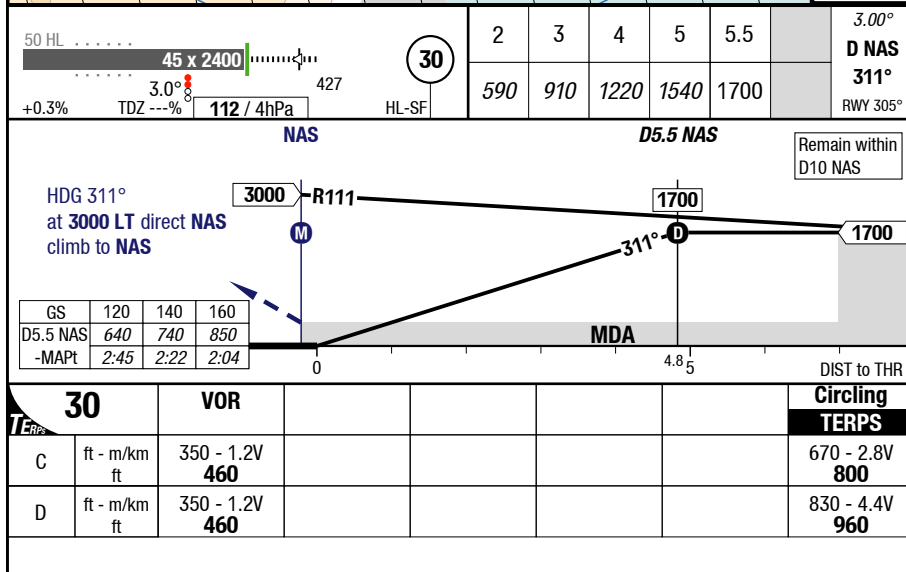 50 HL
45 x 2400
427
3.0°
+0.3%
TDZ ---%
112 / 4hPa
HL-SF
30
2 3 4 5 5.5
590 910 1220 1540 1700
3.00°
D NAS
311°
RWY 305°
NAS
D5.5 NAS
Remain within
D10 NAS
HDG 311°
at 3000 LT direct NAS
climb to NAS
3000
R111
1700
M
311°
D
1700
GS 120 140 160
D5.5 NAS 640 740 850
-MAPt 2:45 2:22 2:04
MDA
0
4.8
5
DIST to THR
TERPS
30
VOR
Circling
TERPS
C ft - m/km 350 - 1.2V 670 - 2.8V
ft 460 800
D ft - m/km 350 - 1.2V 830 - 4.4V
ft 460 960